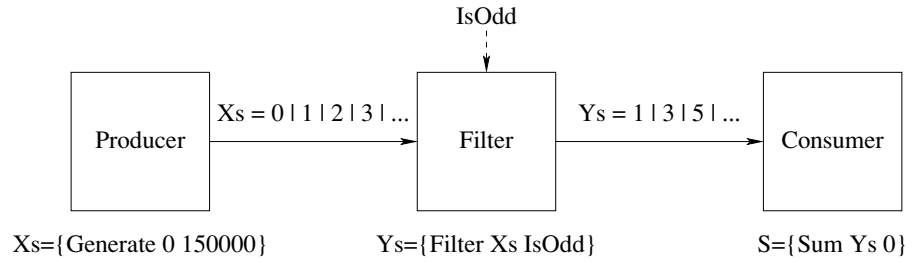 IsOdd
Xs = 0 | 1 | 2 | 3 | ...
Ys = 1 | 3 | 5 | ...
Producer
Filter
Consumer
Xs={Generate 0 150000}
Ys={Filter Xs IsOdd}
S={Sum Ys 0}